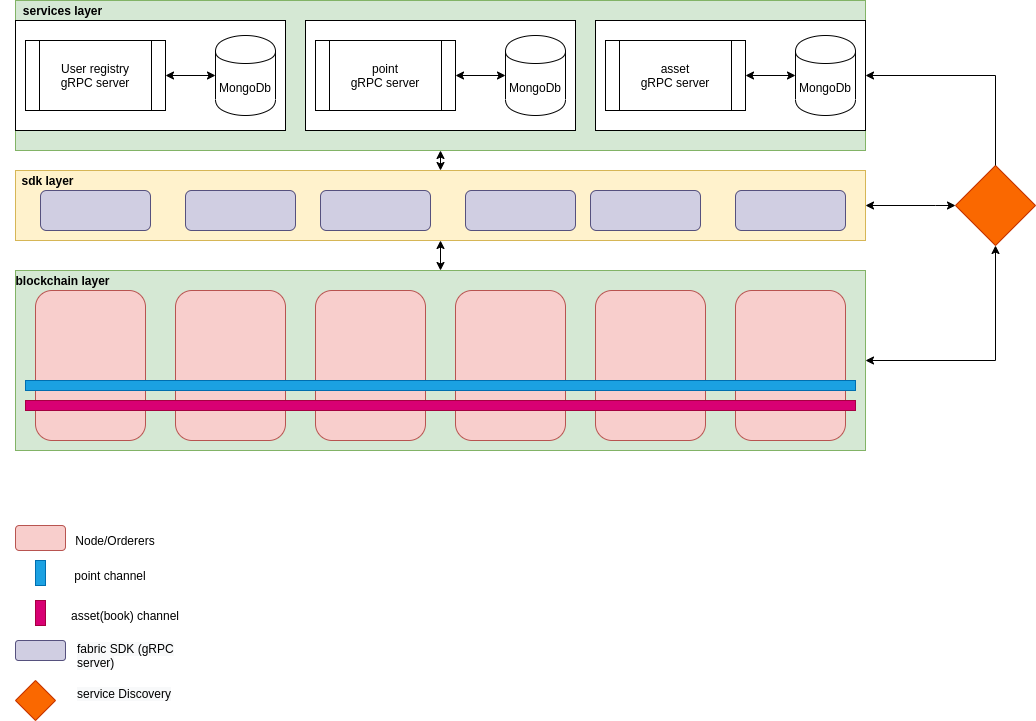 services layer
User registry
gRPC server
MongoDb
point
gRPC server
MongoDb
asset
gRPC server
MongoDb
sdk layer
blockchain layer
Node/Orderers
point channel
asset(book) channel
fabric SDK (gRPC
server)
service Discovery